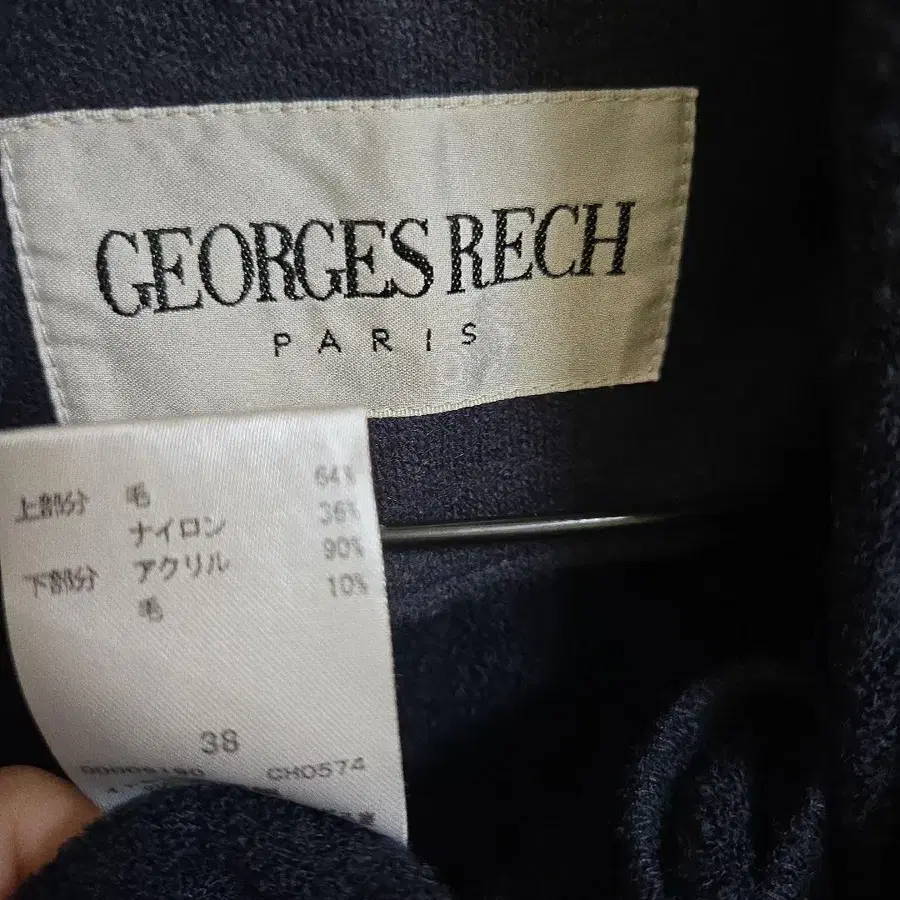 GEORGES RECH
PARIS
上部分 毛 64%
ナイロン 36%
下部分 アクリル 90%
毛 10%
38
CH0574